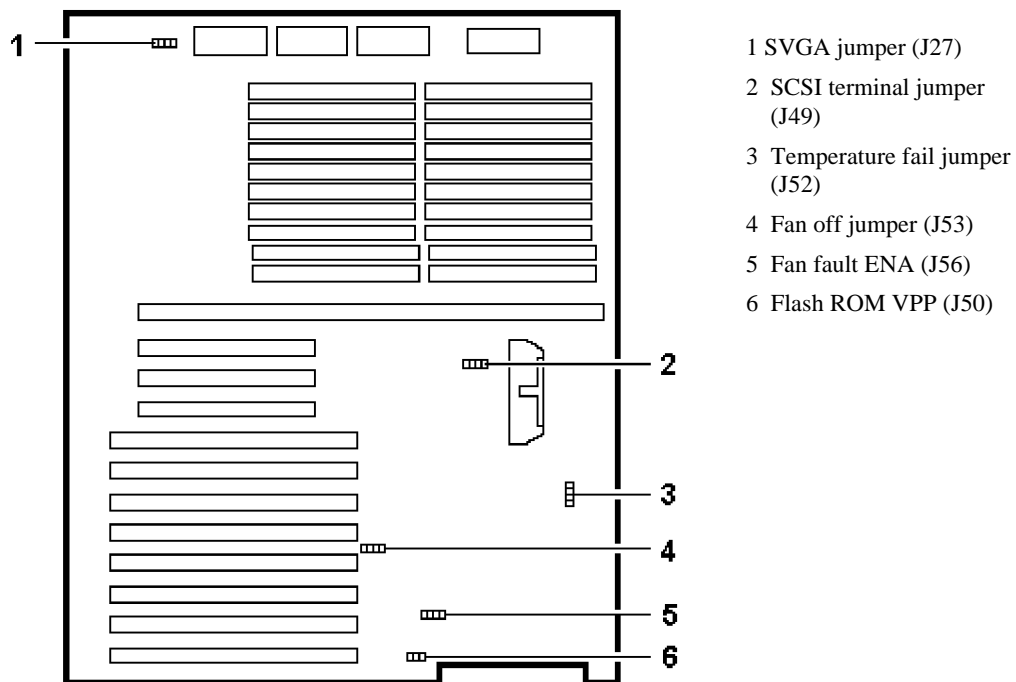 1
2
3
4
5
6
1 SVGA jumper (J27)
2 SCSI terminal jumper
(J49)
3 Temperature fail jumper
(J52)
4 Fan off jumper (J53)
5 Fan fault ENA (J56)
6 Flash ROM VPP (J50)